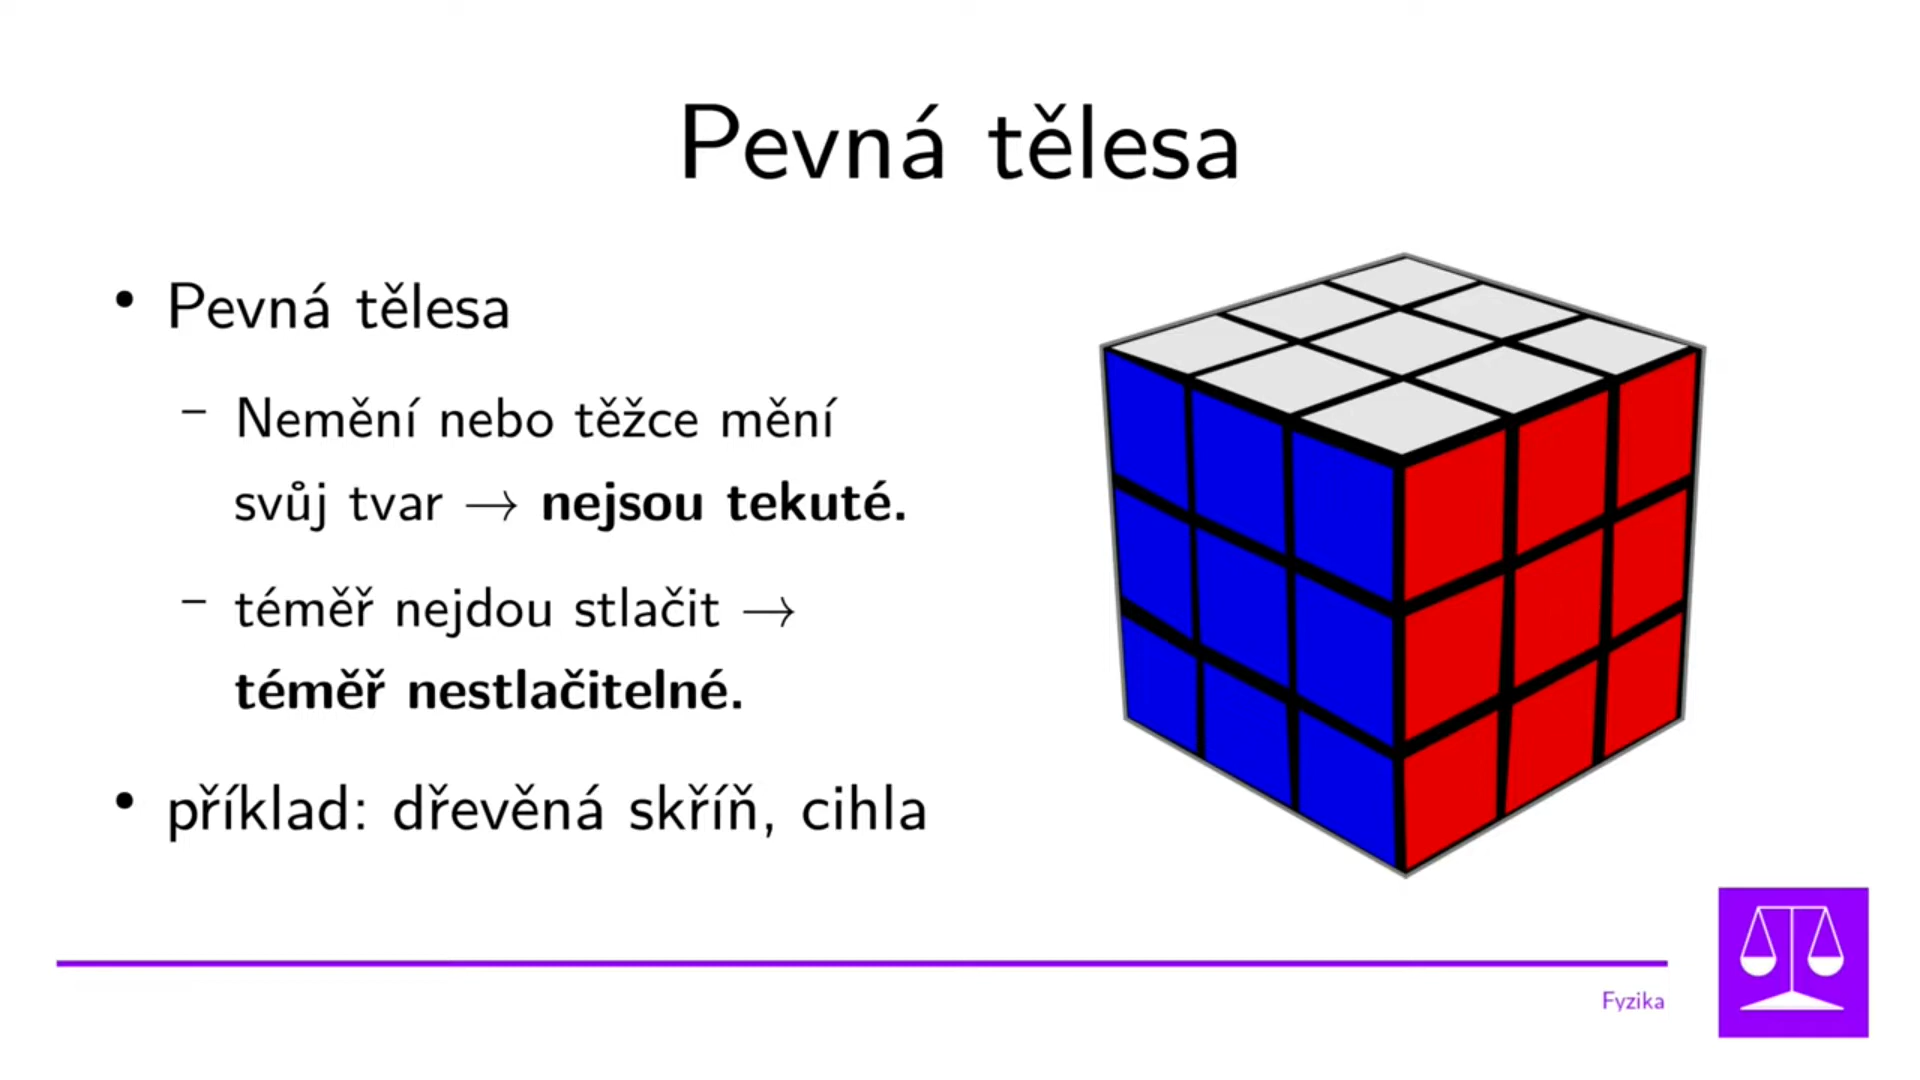 Pevná tělesa
• Pevná tělesa
– Nemění nebo těžce mění
svůj tvar → nejsou tekuté.
– téměř nejdou stlačit →
téměř nestlačitelné.
• příklad: dřevěná skříň, cihla
Fyzika